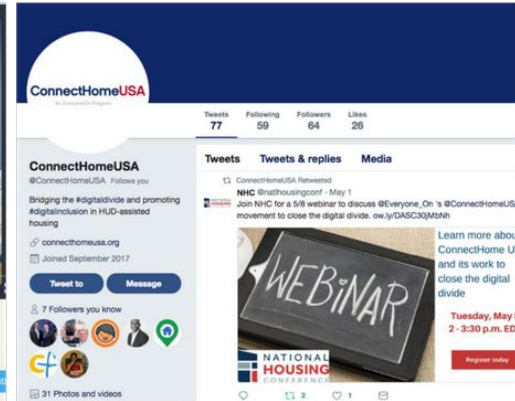 ConnectHomeUSA
An EveryoneOn Program
Tweets Following Followers Likes
77 59 64 26
ConnectHomeUSA
@ConnectHomeUSA Follows you
Bridging the #digitaldivide and promoting
#digitalinclusion in HUD-assisted
housing
connecthomeusa.org
Joined September 2017
Tweet to Message
7 Followers you know
31 Photos and videos
Tweets Tweets & replies Media
ConnectHomeUSA Retweeted
NHC @natlhousingconf · May 1
Join NHC for a 5/8 webinar to discuss @Everyone_On 's @ConnectHomeUSA
movement to close the digital divide. ow.ly/DASC30jMbNh
WEBINAR
NATIONAL
HOUSING
CONFERENCE
Learn more abou
ConnectHome U
and its work to
close the digital
divide
Tuesday, May
2 - 3:30 p.m. ED
Register today
2 1